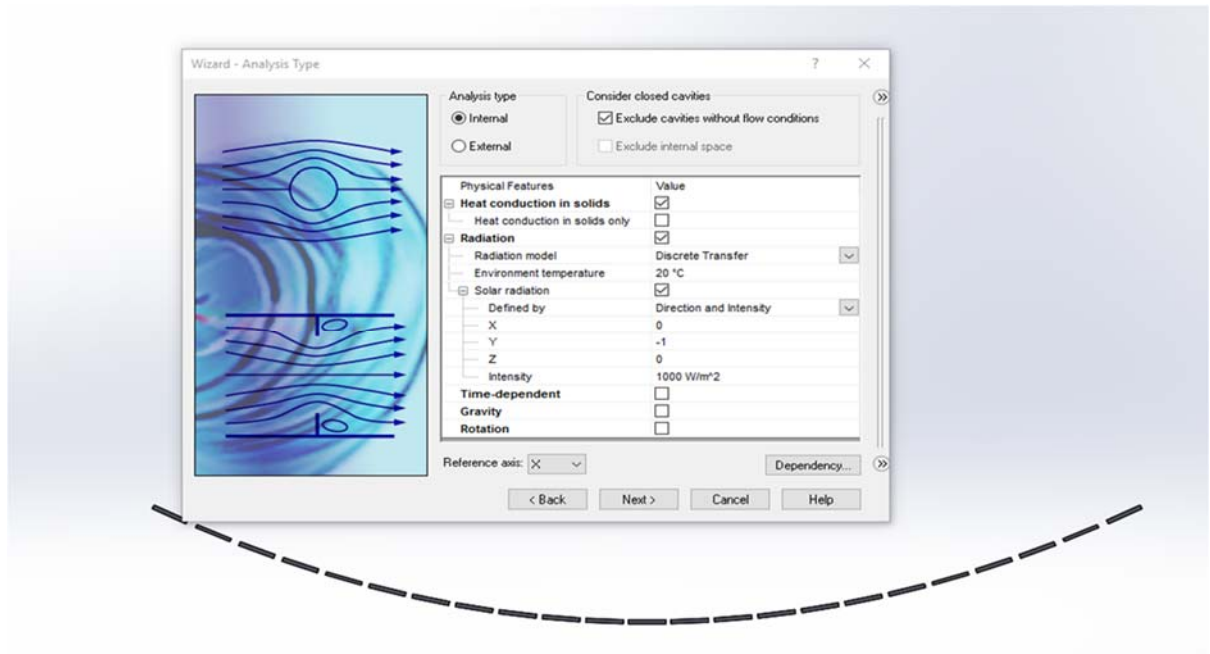 Wizard - Analysis Type ? ×
Analysis type Consider closed cavities
Internal Exclude cavities without flow conditions
External Exclude internal space
Physical Features Value
Heat conduction in solids
Heat conduction in solids only
Radiation
Radiation model Discrete Transfer
Environment temperature 20 °C
Solar radiation
Defined by Direction and Intensity
X 0
Y -1
Z 0
Intensity 1000 W/m^2
Time-dependent
Gravity
Rotation
Reference axis: X Dependency...
< Back Next > Cancel Help